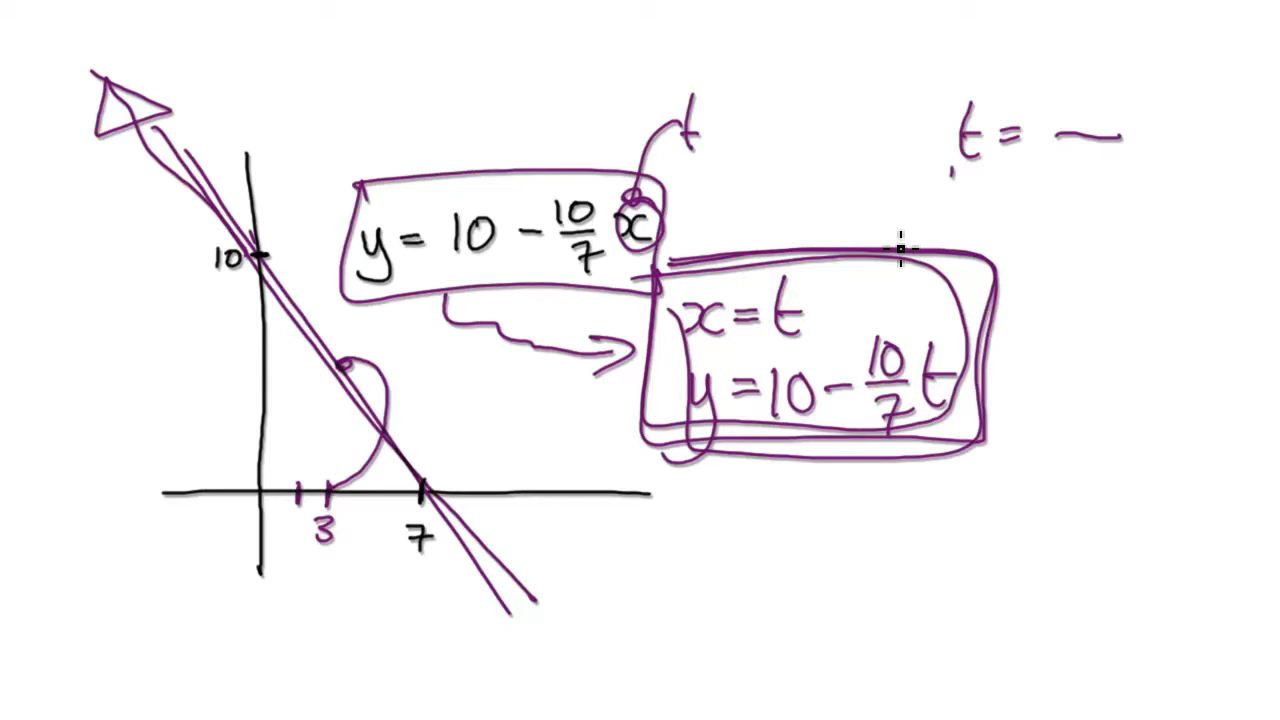 t
t = —
y = 10 - 10/7 x
10
x = t
y = 10 - 10/7 t
3
7